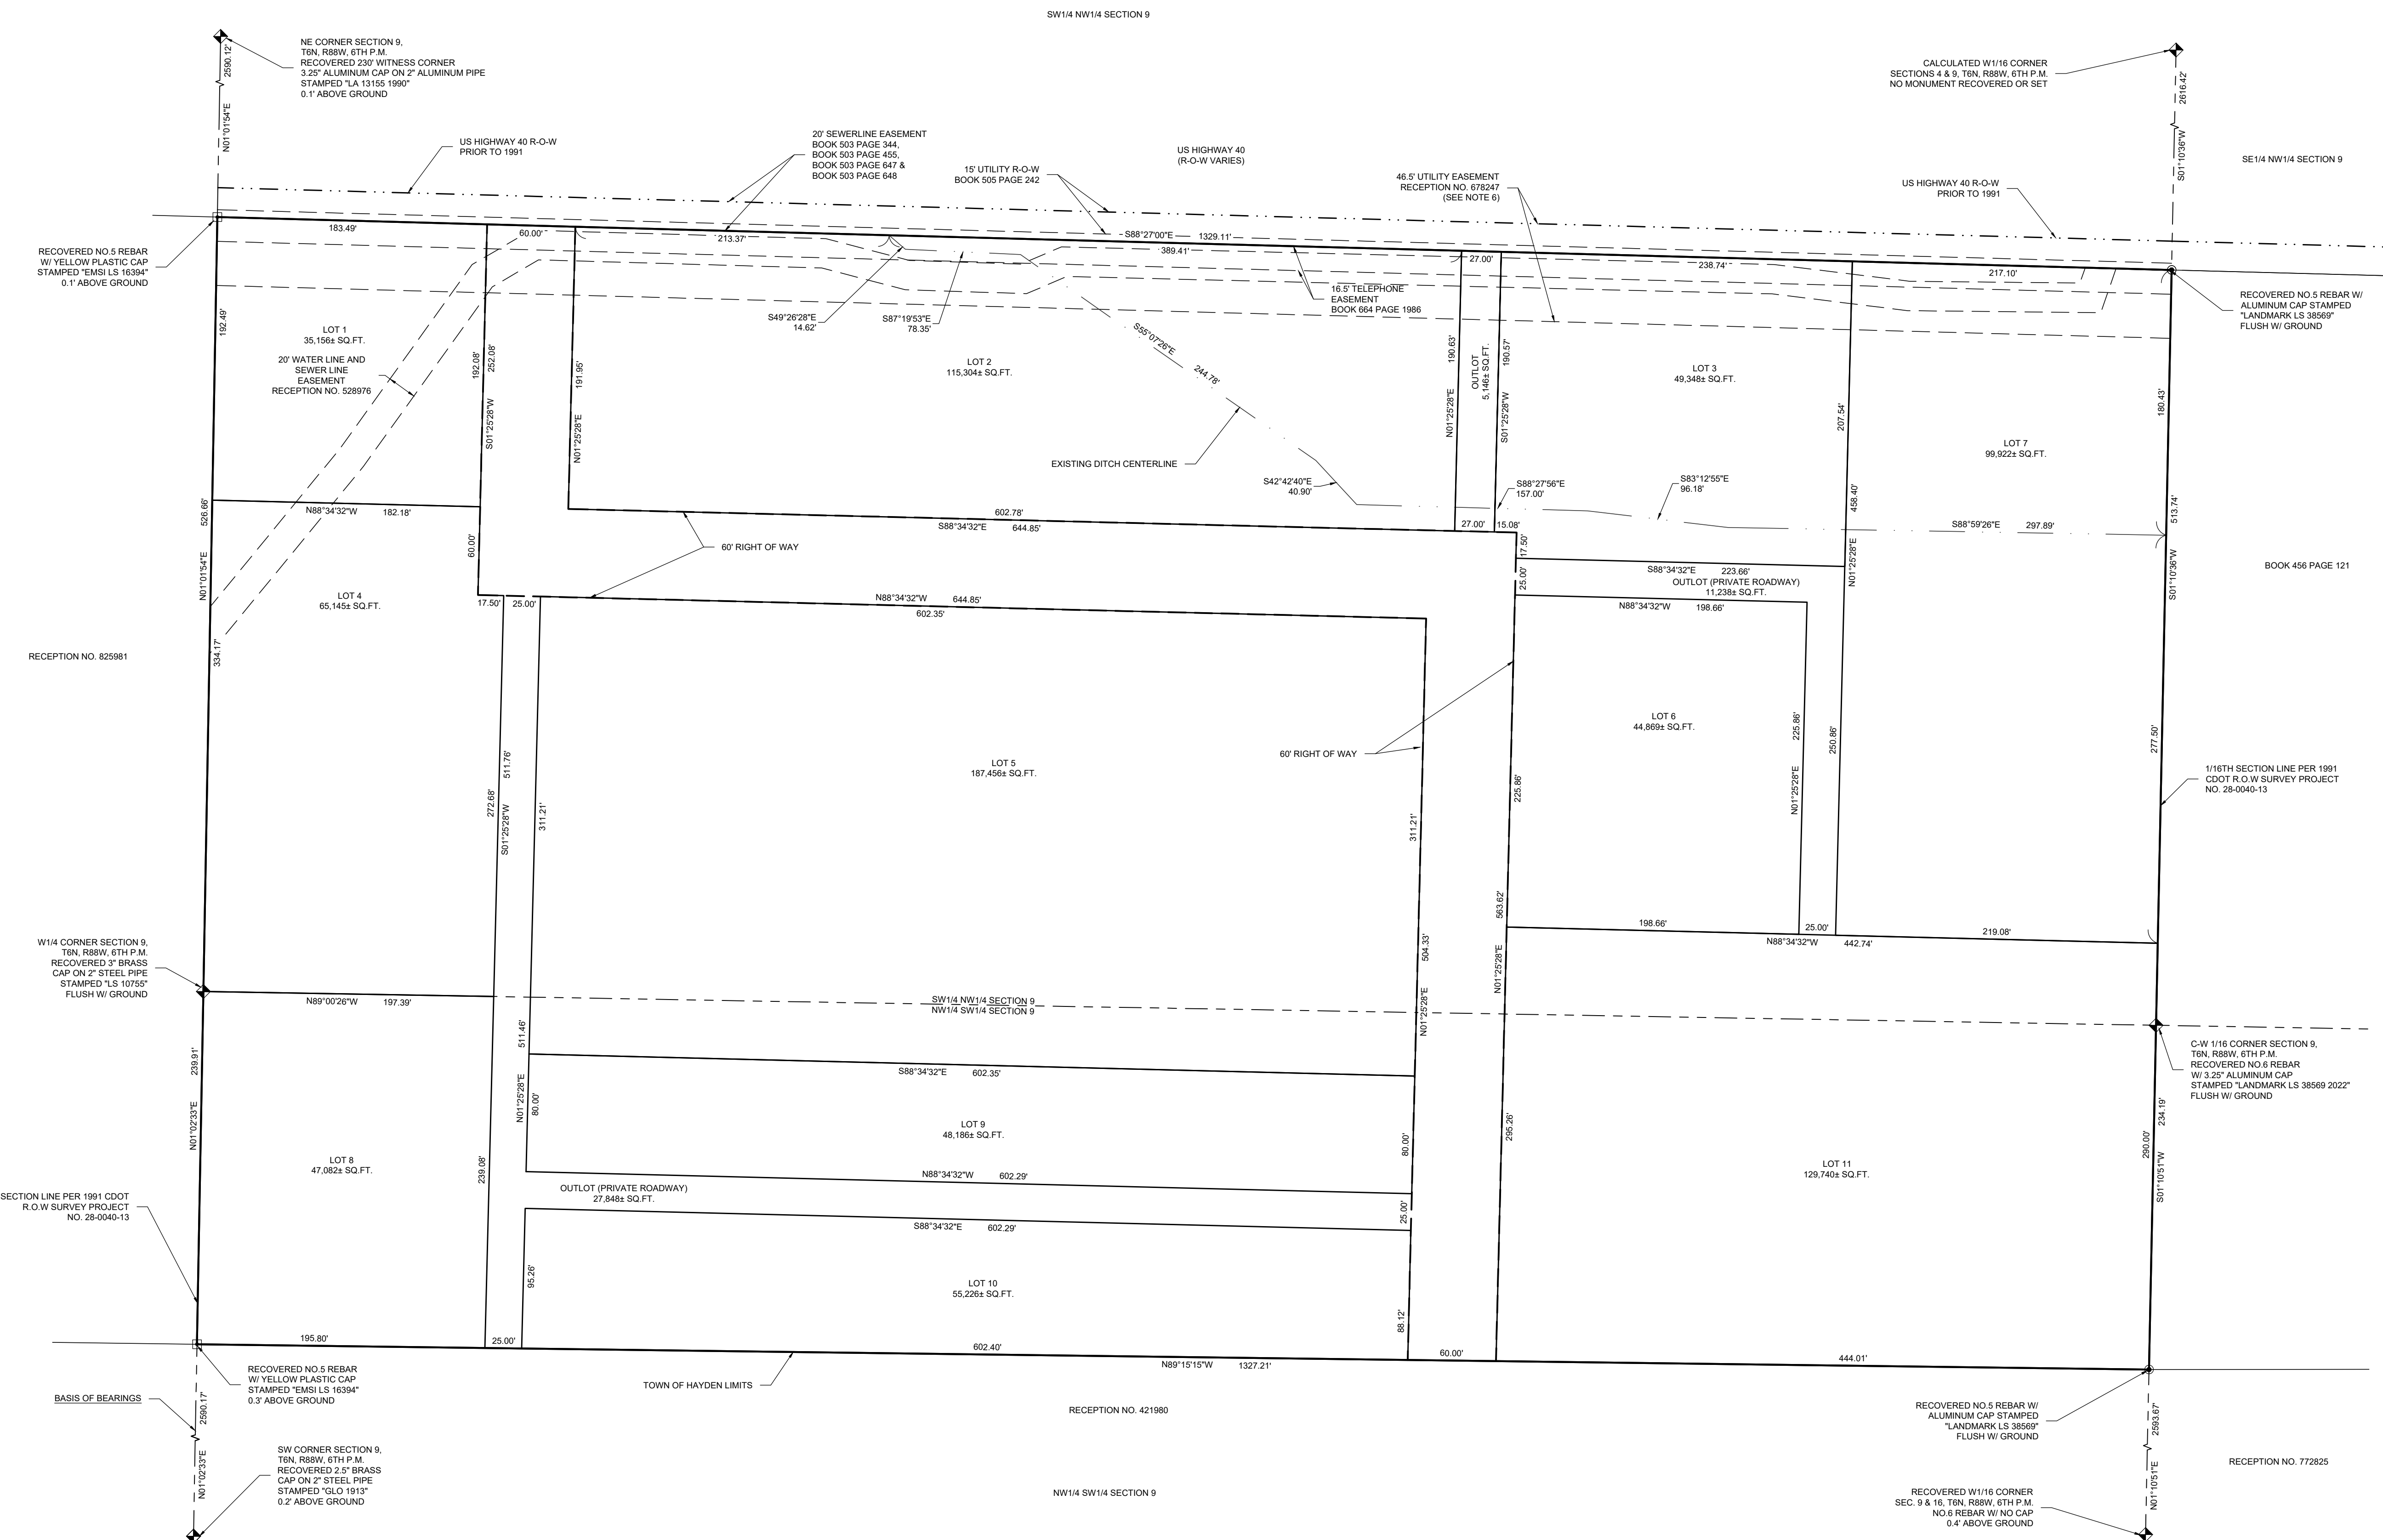 SW1/4 NW1/4 SECTION 9
NE CORNER SECTION 9,
T6N, R88W, 6TH P.M.
RECOVERED 230' WITNESS CORNER
3.25" ALUMINUM CAP ON 2" ALUMINUM PIPE
STAMPED "LA 13155 1990"
0.1' ABOVE GROUND
2590.12'
N01°01'54"E
CALCULATED W1/16 CORNER
SECTIONS 4 & 9, T6N, R88W, 6TH P.M.
NO MONUMENT RECOVERED OR SET
2616.42'
S01°10'36"W
US HIGHWAY 40 R-O-W
PRIOR TO 1991
20' SEWERLINE EASEMENT
BOOK 503 PAGE 344,
BOOK 503 PAGE 455,
BOOK 503 PAGE 647 &
BOOK 503 PAGE 648
15' UTILITY R-O-W
BOOK 505 PAGE 242
US HIGHWAY 40
(R-O-W VARIES)
46.5' UTILITY EASEMENT
RECEPTION NO. 678247
(SEE NOTE 6)
US HIGHWAY 40 R-O-W
PRIOR TO 1991
SE1/4 NW1/4 SECTION 9
RECOVERED NO.5 REBAR
W/ YELLOW PLASTIC CAP
STAMPED "EMSI LS 16394"
0.1' ABOVE GROUND
183.49'
60.00'
213.37'
S88°27'00"E 1329.11'
389.41'
27.00'
238.74'
217.10'
RECOVERED NO.5 REBAR W/
ALUMINUM CAP STAMPED
"LANDMARK LS 38569"
FLUSH W/ GROUND
16.5' TELEPHONE
EASEMENT
BOOK 664 PAGE 1986
S49°26'28"E
14.62'
S87°19'53"E
78.35'
S55°07'26"E
244.78'
192.49'
LOT 1
35,156± SQ.FT.
20' WATER LINE AND
SEWER LINE
EASEMENT
RECEPTION NO. 528976
192.08'
252.08'
S01°25'28"W
191.95'
N01°25'28"E
LOT 2
115,304± SQ.FT.
190.63'
N01°25'28"E
OUTLOT
5,146± SQ.FT.
190.57'
S01°25'28"W
LOT 3
49,348± SQ.FT.
207.54'
458.40'
N01°25'28"E
LOT 7
99,922± SQ.FT.
180.43'
513.74'
S01°10'36"W
EXISTING DITCH CENTERLINE
S42°42'40"E
40.90'
S88°27'56"E
157.00'
S83°12'55"E
96.18'
S88°59'26"E 297.89'
526.66'
N01°01'54"E
N88°34'32"W 182.18'
60.00'
602.78'
S88°34'32"E 644.85'
27.00'
15.08'
17.50'
25.00'
60' RIGHT OF WAY
S88°34'32"E 223.66'
OUTLOT (PRIVATE ROADWAY)
11,238± SQ.FT.
N88°34'32"W 198.66'
BOOK 456 PAGE 121
LOT 4
65,145± SQ.FT.
17.50'
25.00'
N88°34'32"W 644.85'
602.35'
334.17'
RECEPTION NO. 825981
LOT 6
44,869± SQ.FT.
225.86'
N01°25'28"E
250.86'
60' RIGHT OF WAY
225.86'
277.50'
1/16TH SECTION LINE PER 1991
CDOT R.O.W SURVEY PROJECT
NO. 28-0040-13
LOT 5
187,456± SQ.FT.
511.76'
272.68'
S01°25'28"W
311.21'
311.21'
563.62'
N01°25'28"E
504.33'
N01°25'28"E
198.66'
25.00'
219.08'
N88°34'32"W 442.74'
W1/4 CORNER SECTION 9,
T6N, R88W, 6TH P.M.
RECOVERED 3" BRASS
CAP ON 2" STEEL PIPE
STAMPED "LS 10755"
FLUSH W/ GROUND
N89°00'26"W 197.39'
SW1/4 NW1/4 SECTION 9
NW1/4 SW1/4 SECTION 9
C-W 1/16 CORNER SECTION 9,
T6N, R88W, 6TH P.M.
RECOVERED NO.6 REBAR
W/ 3.25" ALUMINUM CAP
STAMPED "LANDMARK LS 38569 2022"
FLUSH W/ GROUND
239.91'
N01°02'33"E
511.46'
N01°25'28"E
80.00'
S88°34'32"E 602.35'
LOT 9
48,186± SQ.FT.
80.00'
295.26'
234.19'
290.00'
S01°10'51"W
LOT 8
47,082± SQ.FT.
239.08'
N88°34'32"W 602.29'
OUTLOT (PRIVATE ROADWAY)
27,848± SQ.FT.
25.00'
S88°34'32"E 602.29'
LOT 11
129,740± SQ.FT.
SECTION LINE PER 1991 CDOT
R.O.W SURVEY PROJECT
NO. 28-0040-13
95.26'
LOT 10
55,226± SQ.FT.
88.12'
195.80'
25.00'
602.40'
60.00'
444.01'
N89°15'15"W 1327.21'
TOWN OF HAYDEN LIMITS
RECOVERED NO.5 REBAR
W/ YELLOW PLASTIC CAP
STAMPED "EMSI LS 16394"
0.3' ABOVE GROUND
BASIS OF BEARINGS
2590.17'
N01°02'33"E
RECEPTION NO. 421980
RECOVERED NO.5 REBAR W/
ALUMINUM CAP STAMPED
"LANDMARK LS 38569"
FLUSH W/ GROUND
2593.67'
N01°10'51"E
SW CORNER SECTION 9,
T6N, R88W, 6TH P.M.
RECOVERED 2.5" BRASS
CAP ON 2" STEEL PIPE
STAMPED "GLO 1913"
0.2' ABOVE GROUND
RECEPTION NO. 772825
NW1/4 SW1/4 SECTION 9
RECOVERED W1/16 CORNER
SEC. 9 & 16, T6N, R88W, 6TH P.M.
NO.6 REBAR W/ NO CAP
0.4' ABOVE GROUND